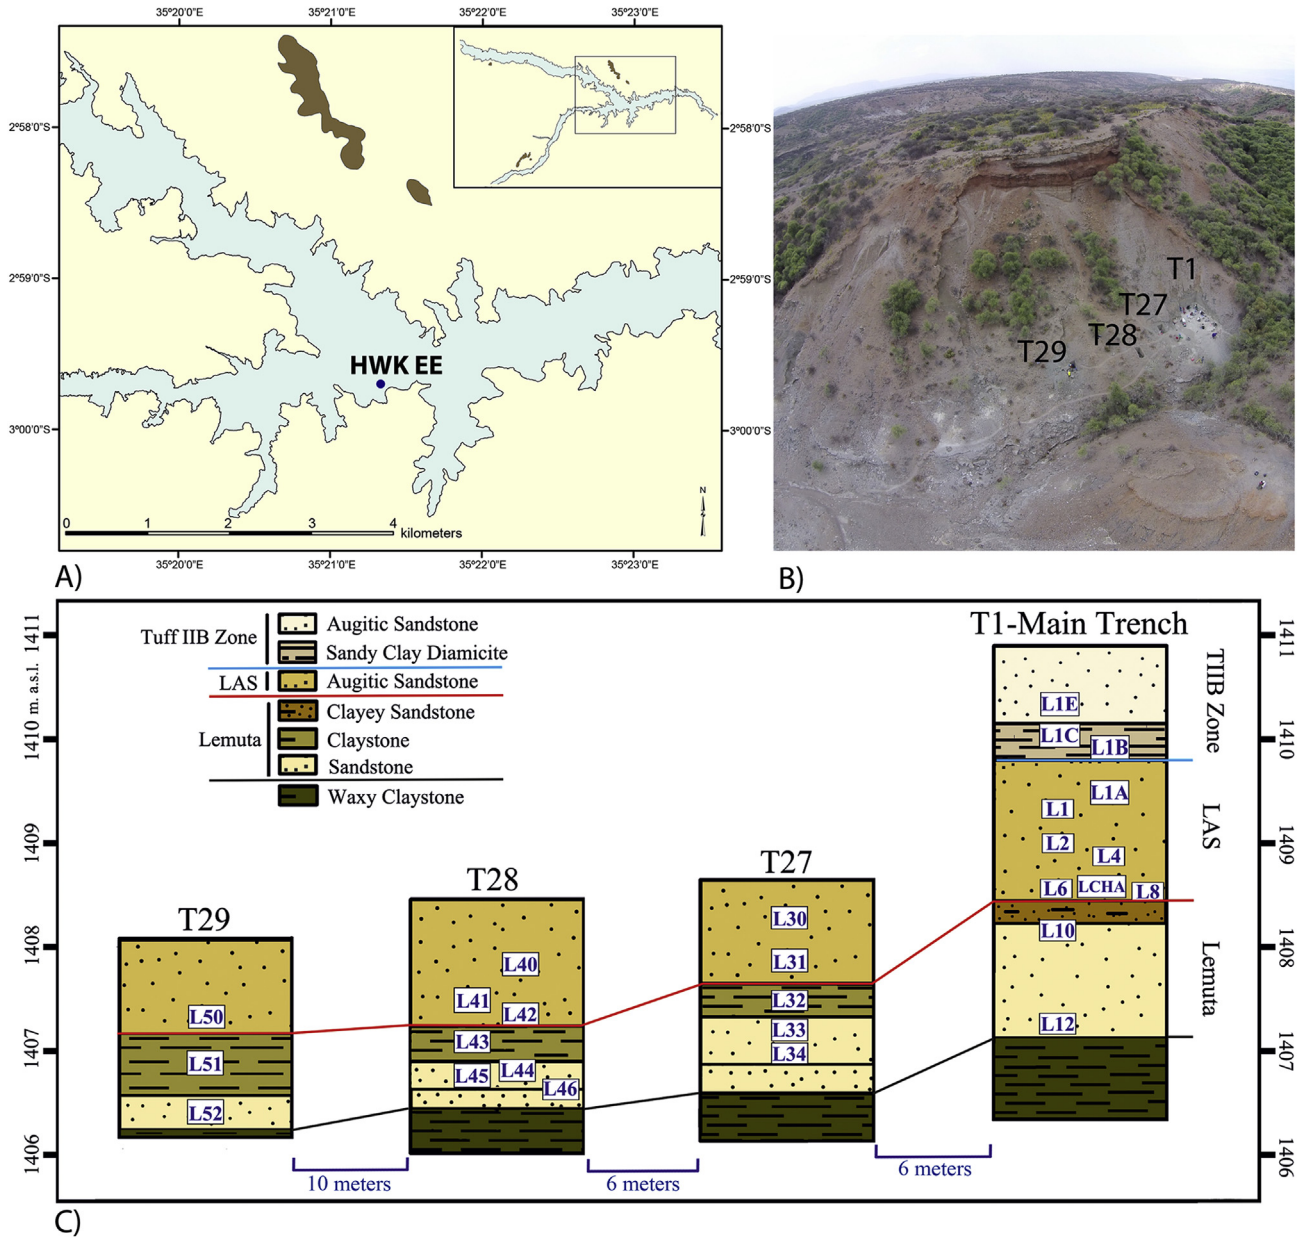 35°20'0"E 35°21'0"E 35°22'0"E 35°23'0"E
2°58'0"S
2°59'0"S
3°00'0"S
2°58'0"S
2°59'0"S
3°00'0"S
HWK EE
N
0 1 2 3 4 kilometers
35°20'0"E 35°21'0"E 35°22'0"E 35°23'0"E
A)
T1
T27
T28
T29
B)
Tuff IIB Zone
Augitic Sandstone
Sandy Clay Diamicite
LAS
Augitic Sandstone
Lemuta
Clayey Sandstone
Claystone
Sandstone
Waxy Claystone
1411
1410 m a.s.l.
1409
1408
1407
1406
T29
L50
L51
L52
T28
L40
L41
L42
L43
L44
L45
L46
T27
L30
L31
L32
L33
L34
T1-Main Trench
L1E
L1C
L1B
L1A
L1
L2
L4
L6 LCHA L8
L10
L12
TIIB Zone
LAS
Lemuta
1411
1410
1409
1408
1407
1406
10 meters
6 meters
6 meters
C)